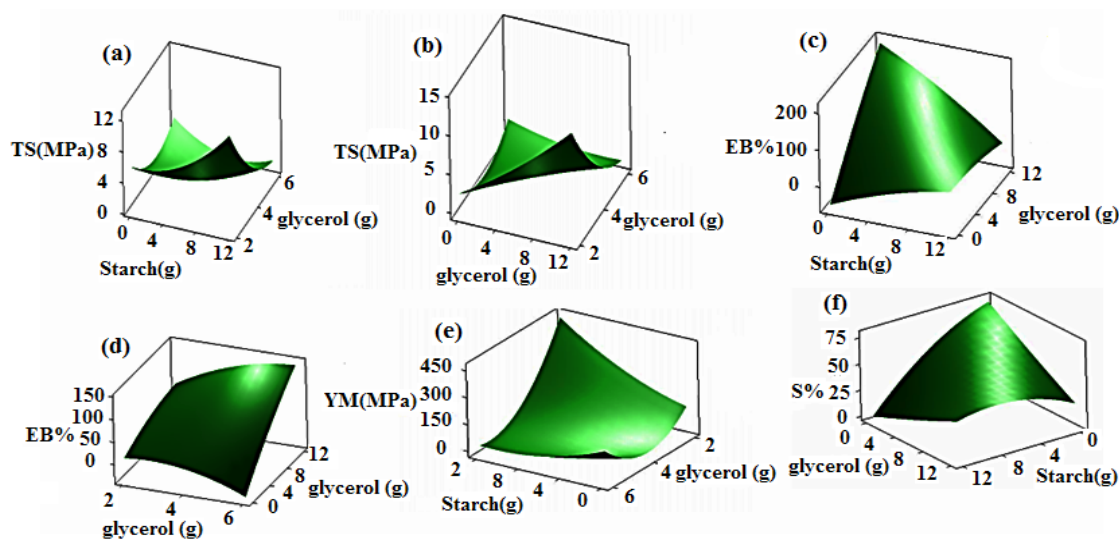 (a)
12
TS(MPa) 8
4
0
0 4 8 12
Starch(g)
2 4 6
glycerol (g)
(b)
15
10
TS(MPa)
5
0
0 4 8 12
glycerol (g)
2 4 6
glycerol (g)
(c)
200
EB% 100
0
0 4 8 12
Starch(g)
0 4 8 12
glycerol (g)
(d)
150
100
EB% 50
0
2 4 6
glycerol (g)
0 4 8 12
glycerol (g)
(e)
450
YM(MPa) 300
150
0
2 8 4 0
Starch(g)
6 4 2
glycerol (g)
(f)
75
50
S% 25
0
0 4 8 12
glycerol (g)
12 8 4 0
Starch(g)